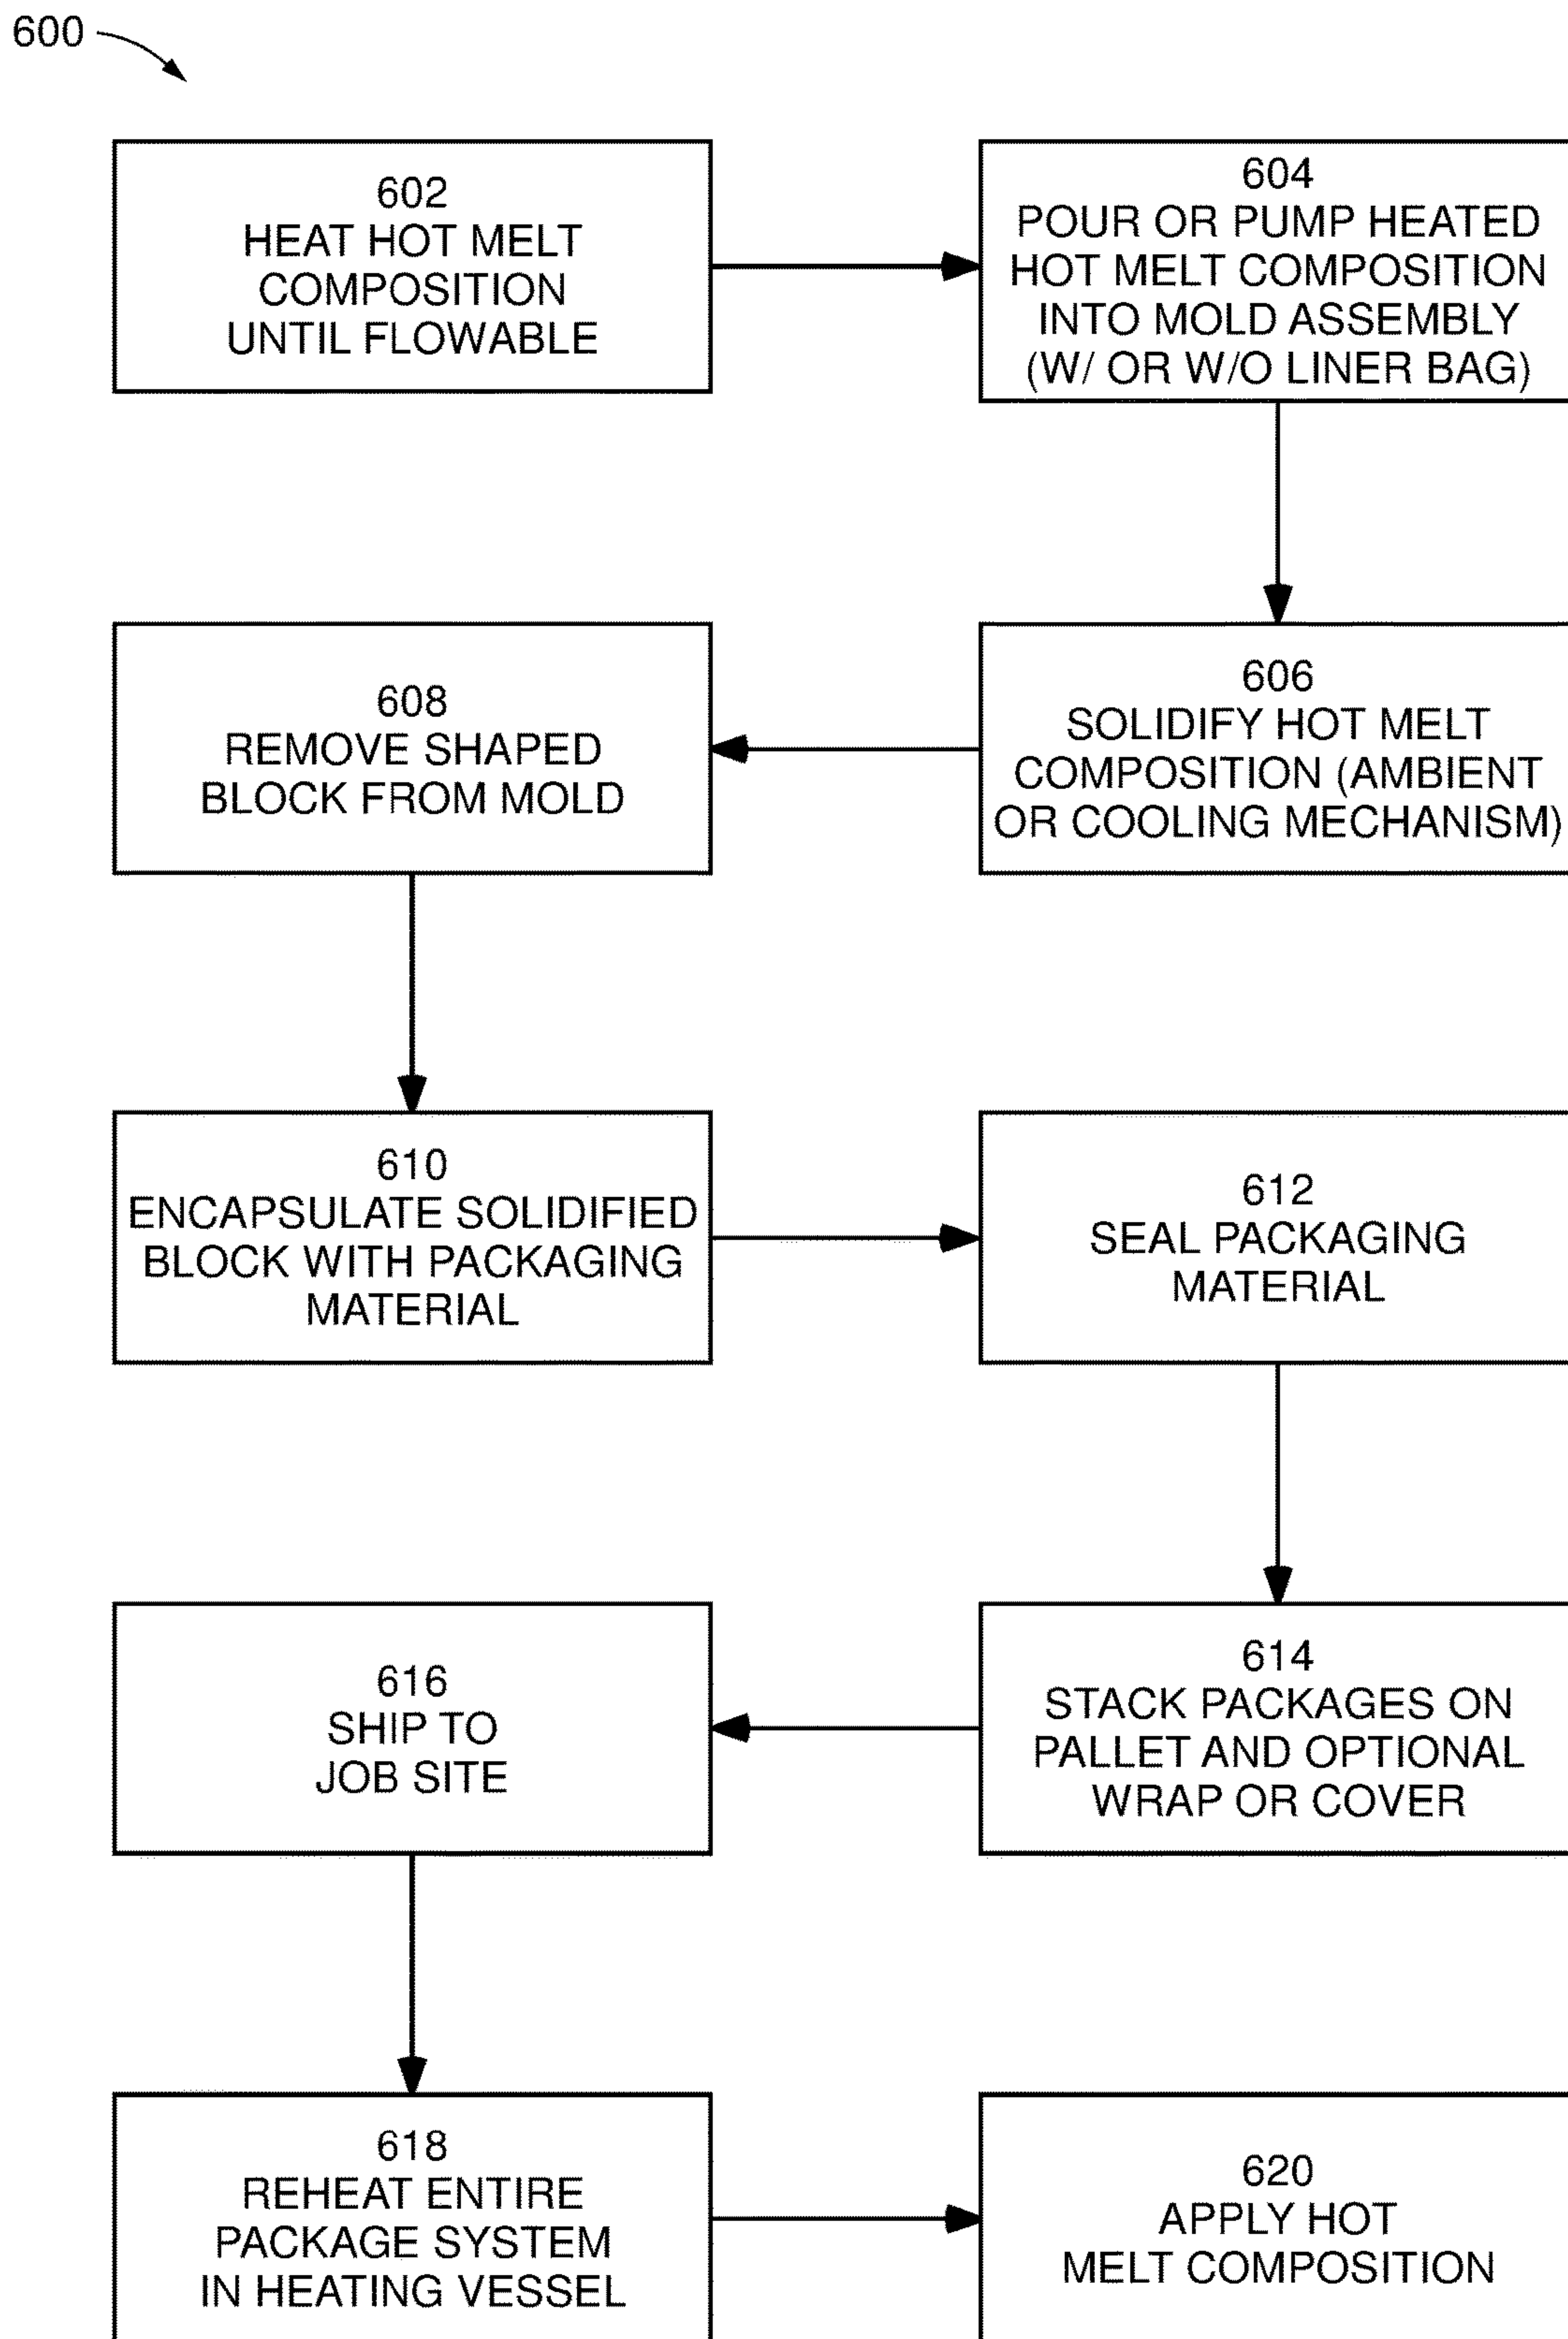 600
602
HEAT HOT MELT
COMPOSITION
UNTIL FLOWABLE
604
POUR OR PUMP HEATED
HOT MELT COMPOSITION
INTO MOLD ASSEMBLY
(W/ OR W/O LINER BAG)
606
SOLIDIFY HOT MELT
COMPOSITION (AMBIENT
OR COOLING MECHANISM)
608
REMOVE SHAPED
BLOCK FROM MOLD
610
ENCAPSULATE SOLIDIFIED
BLOCK WITH PACKAGING
MATERIAL
612
SEAL PACKAGING
MATERIAL
614
STACK PACKAGES ON
PALLET AND OPTIONAL
WRAP OR COVER
616
SHIP TO
JOB SITE
618
REHEAT ENTIRE
PACKAGE SYSTEM
IN HEATING VESSEL
620
APPLY HOT
MELT COMPOSITION